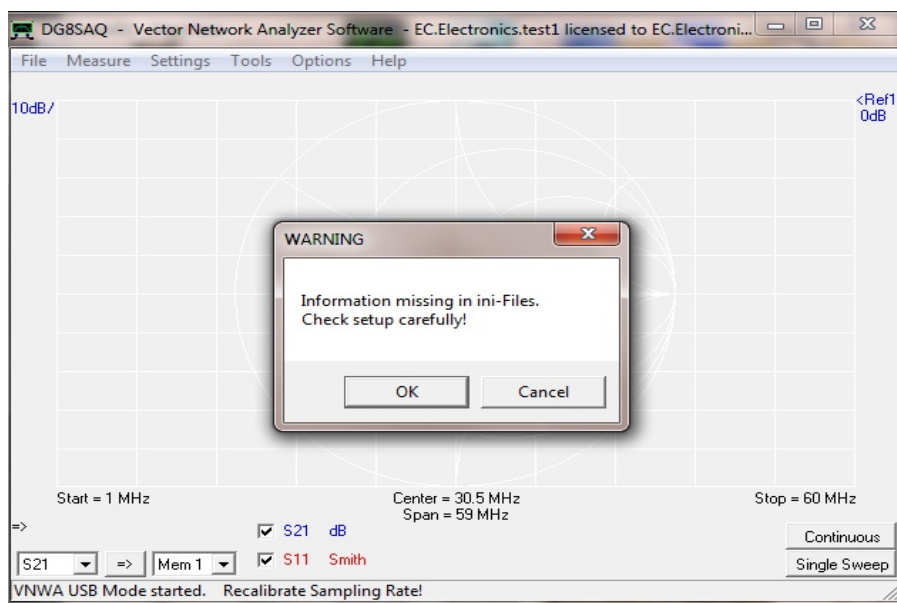 DG8SAQ - Vector Network Analyzer Software - EC.Electronics.test1 licensed to EC.Electroni...
File Measure Settings Tools Options Help
10dB/
<Ref1
0dB
WARNING
Information missing in ini-Files.
Check setup carefully!
OK Cancel
Start = 1 MHz Center = 30.5 MHz Stop = 60 MHz
Span = 59 MHz
=>
S21 dB
Continuous
S21 => Mem 1 S11 Smith Single Sweep
VNWA USB Mode started. Recalibrate Sampling Rate!